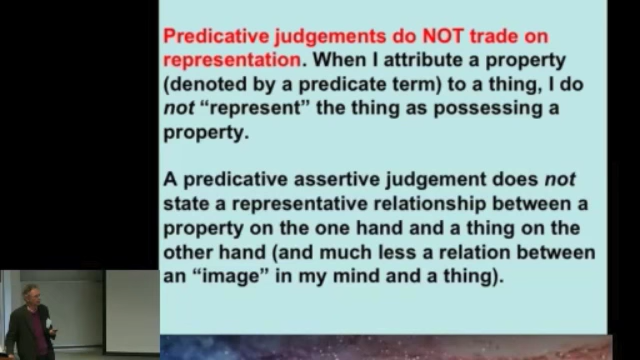 Predicative judgements do NOT trade on
representation. When I attribute a property
(denoted by a predicate term) to a thing, I do
not “represent” the thing as possessing a
property.
A predicative assertive judgement does not
state a representative relationship between a
property on the one hand and a thing on the
other hand (and much less a relation between
an “image” in my mind and a thing).